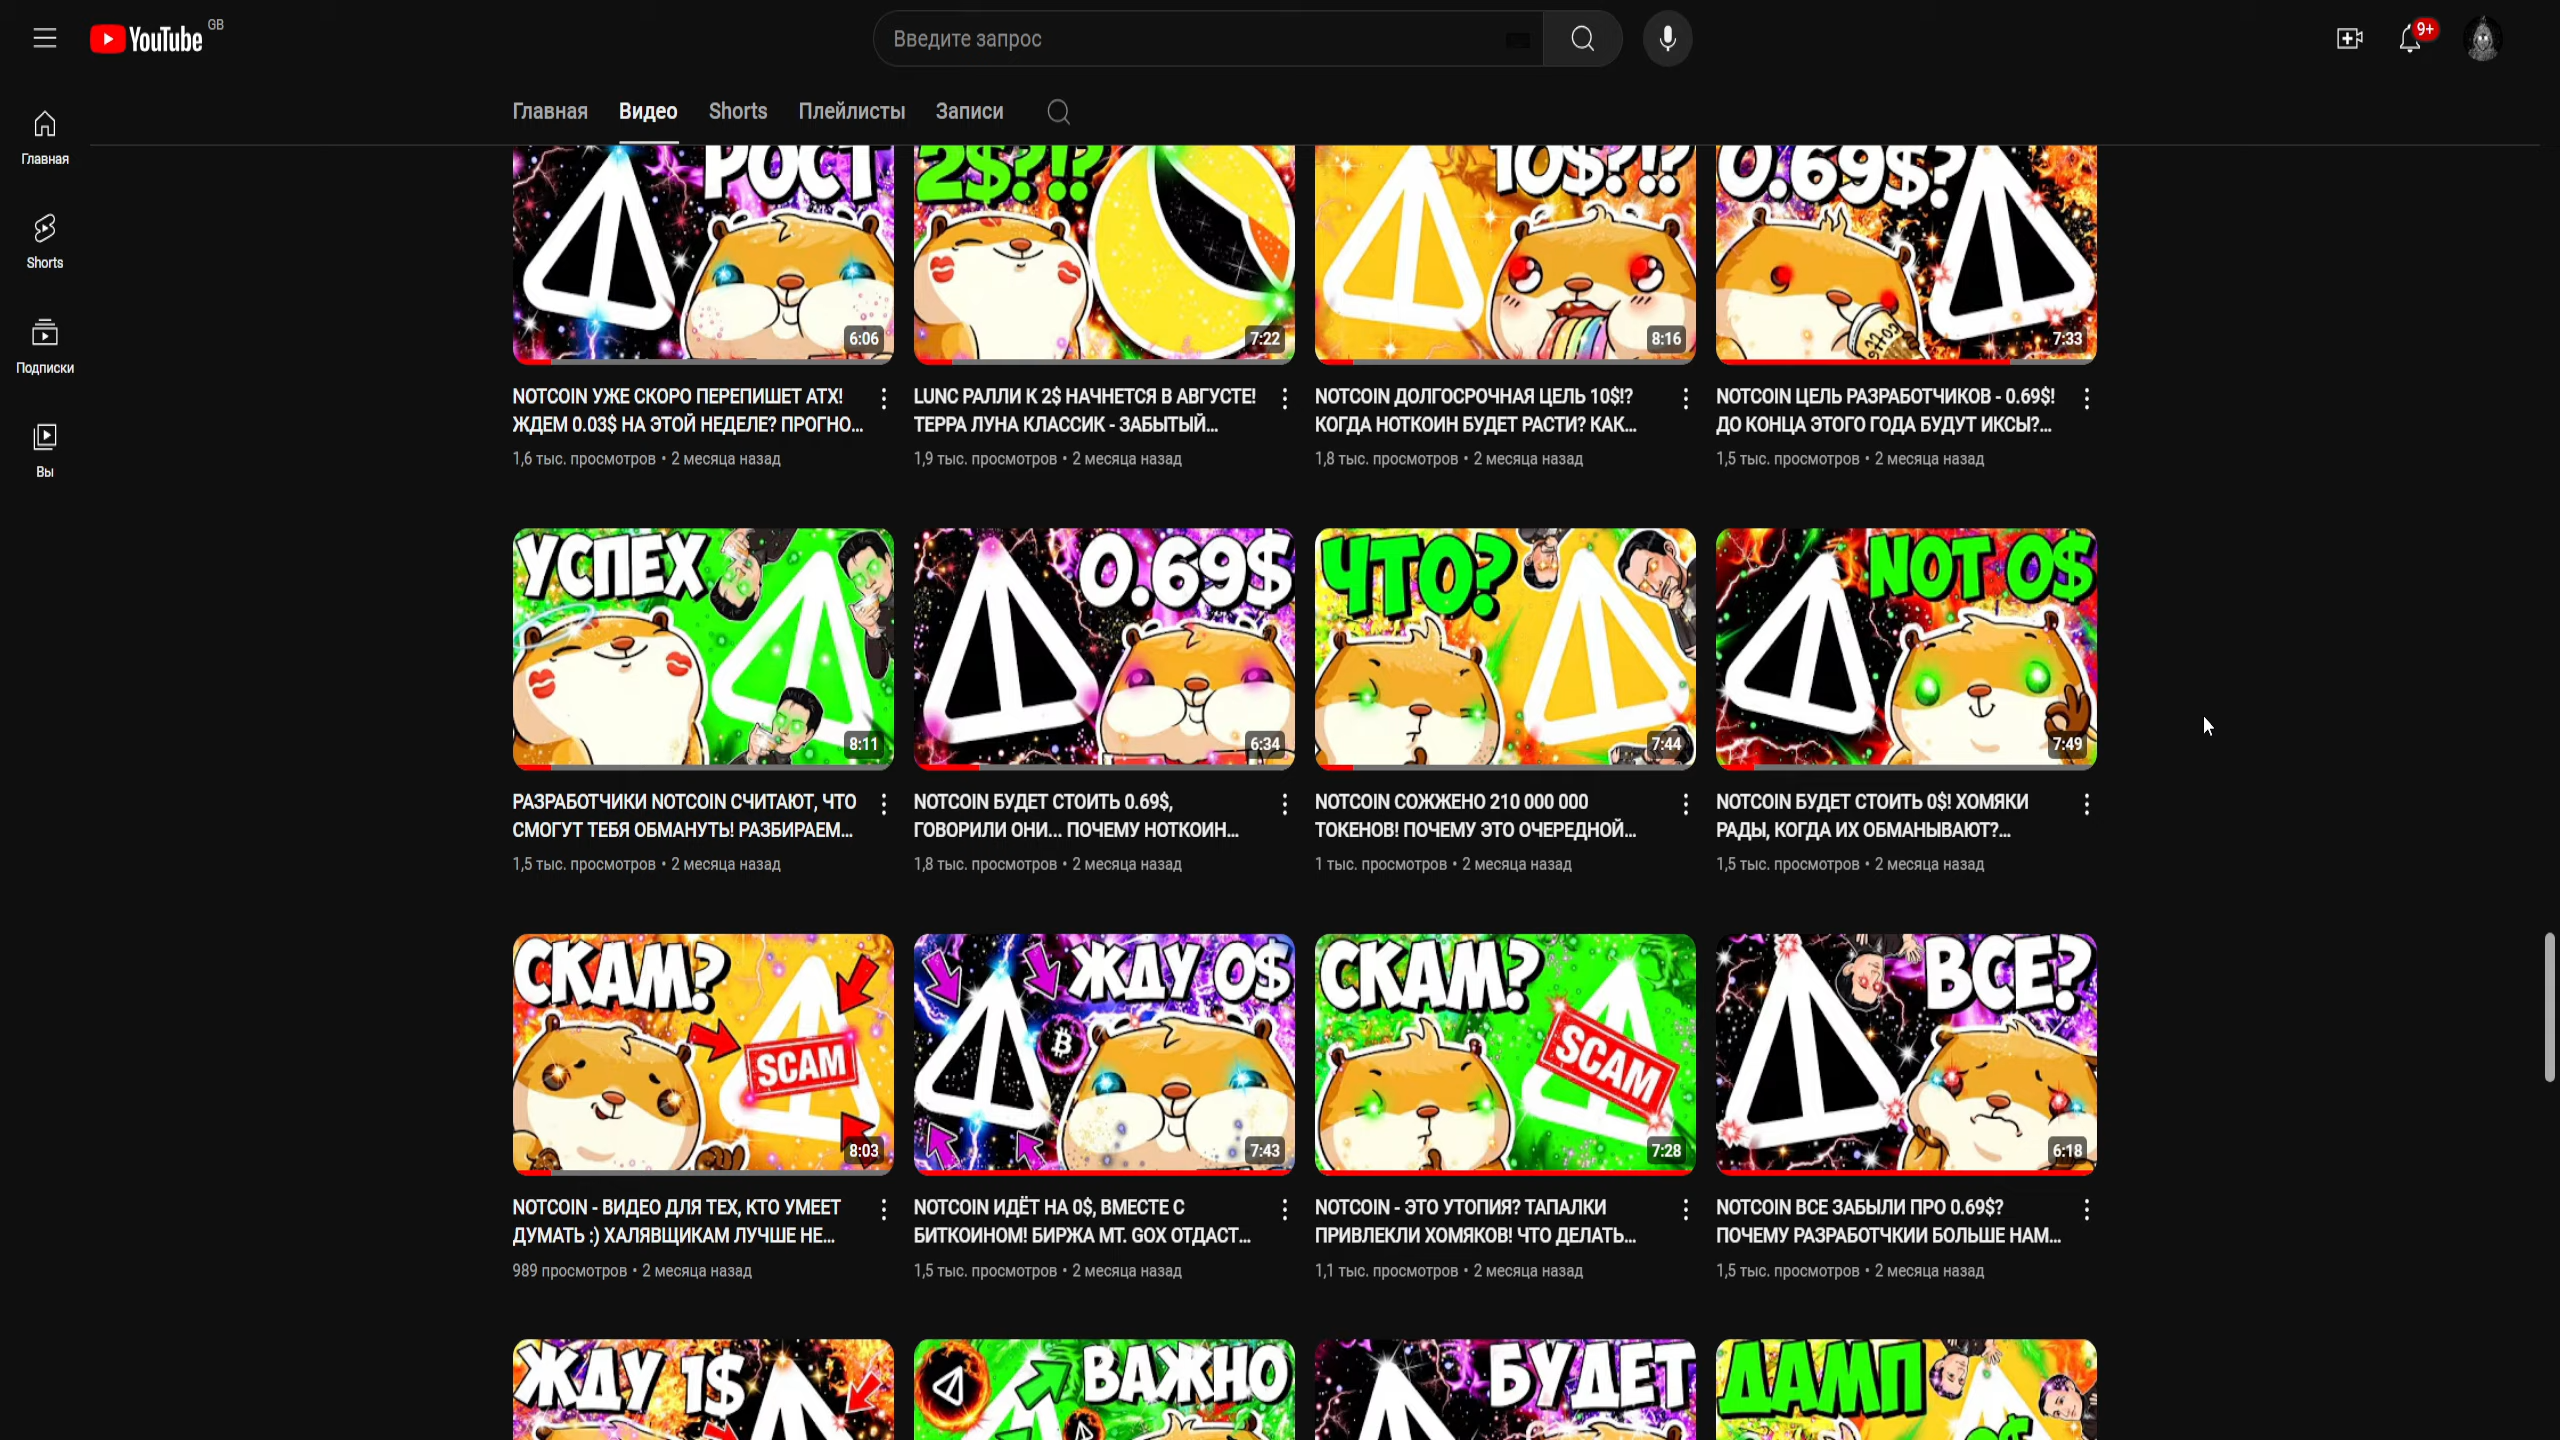 YouTube GB
Введите запрос
9+
Главная Видео Shorts Плейлисты Записи
Главная
Shorts
Подписки
Вы
РОСТ
6:06
2$?!?
7:22
10$?!?
8:16
0.69$?
7:33
NOTCOIN УЖЕ СКОРО ПЕРЕПИШЕТ АТХ!
ЖДЕМ 0.03$ НА ЭТОЙ НЕДЕЛЕ? ПРОГНО...
1,6 тыс. просмотров • 2 месяца назад
LUNC РАЛЛИ К 2$ НАЧНЕТСЯ В АВГУСТЕ!
ТЕРРА ЛУНА КЛАССИК - ЗАБЫТЫЙ...
1,9 тыс. просмотров • 2 месяца назад
NOTCOIN ДОЛГОСРОЧНАЯ ЦЕЛЬ 10$!?
КОГДА НОТКОИН БУДЕТ РАСТИ? КАК...
1,8 тыс. просмотров • 2 месяца назад
NOTCOIN ЦЕЛЬ РАЗРАБОТЧИКОВ - 0.69$!
ДО КОНЦА ЭТОГО ГОДА БУДУТ ИКСЫ?...
1,5 тыс. просмотров • 2 месяца назад
УСПЕХ
8:11
0.69$
6:34
ЧТО?
7:44
NOT 0$
7:49
РАЗРАБОТЧИКИ NOTCOIN СЧИТАЮТ, ЧТО
СМОГУТ ТЕБЯ ОБМАНУТЬ! РАЗБИРАЕМ...
1,5 тыс. просмотров • 2 месяца назад
NOTCOIN БУДЕТ СТОИТЬ 0.69$,
ГОВОРИЛИ ОНИ... ПОЧЕМУ НОТКОИН...
1,8 тыс. просмотров • 2 месяца назад
NOTCOIN СОЖЖЕНО 210 000 000
ТОКЕНОВ! ПОЧЕМУ ЭТО ОЧЕРЕДНОЙ...
1 тыс. просмотров • 2 месяца назад
NOTCOIN БУДЕТ СТОИТЬ 0$! ХОМЯКИ
РАДЫ, КОГДА ИХ ОБМАНЫВАЮТ?...
1,5 тыс. просмотров • 2 месяца назад
СКАМ?
SCAM
8:03
ЖДУ 0$
7:43
СКАМ?
SCAM
7:28
ВСЕ?
6:18
NOTCOIN - ВИДЕО ДЛЯ ТЕХ, КТО УМЕЕТ
ДУМАТЬ :) ХАЛЯВЩИКАМ ЛУЧШЕ НЕ...
989 просмотров • 2 месяца назад
NOTCOIN ИДЁТ НА 0$, ВМЕСТЕ С
БИТКОИНОМ! БИРЖА MT. GOX ОТДАСТ...
1,5 тыс. просмотров • 2 месяца назад
NOTCOIN - ЭТО УТОПИЯ? ТАПАЛКИ
ПРИВЛЕКЛИ ХОМЯКОВ! ЧТО ДЕЛАТЬ...
1,1 тыс. просмотров • 2 месяца назад
NOTCOIN ВСЕ ЗАБЫЛИ ПРО 0.69$?
ПОЧЕМУ РАЗРАБОТЧКИИ БОЛЬШЕ НАМ...
1,5 тыс. просмотров • 2 месяца назад
ЖДУ 1$
ВАЖНО
БУДЕТ
ДАМП